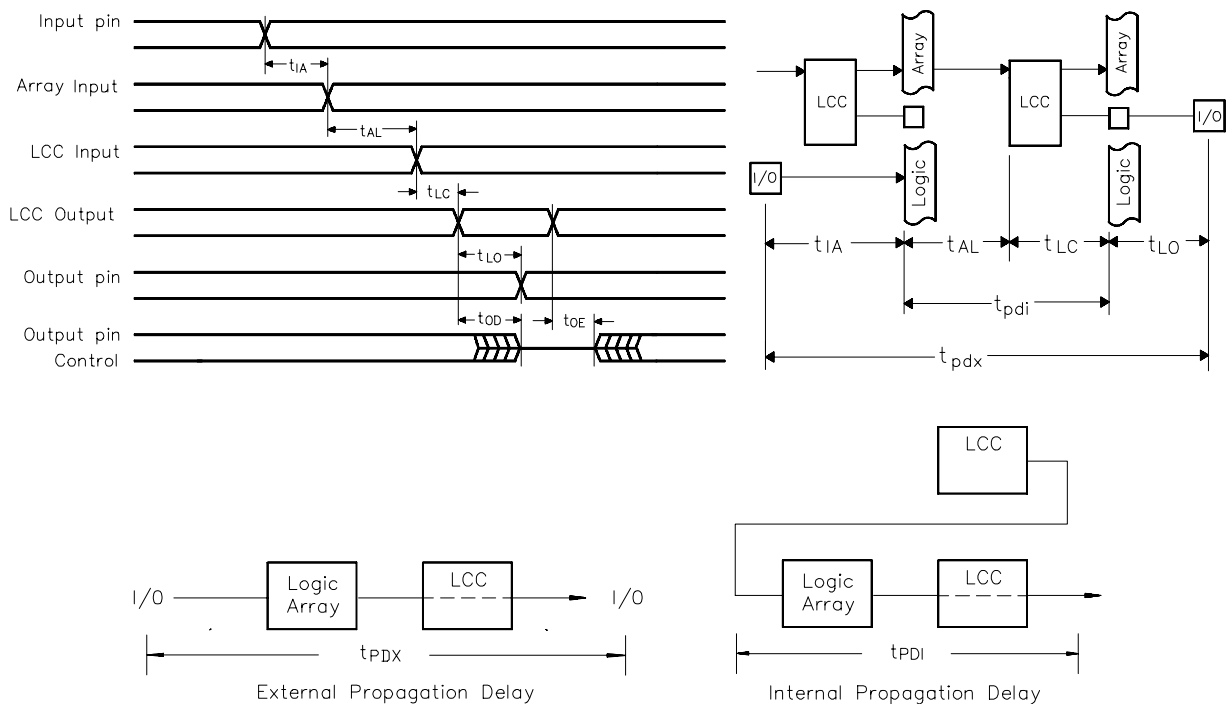 Input pin
tIA
Array Input
tAL
LCC Input
tLC
LCC Output
tLO
Output pin
tOD
tOE
Output pin
Control
Array
Array
LCC
LCC
I/O
I/O
Logic
Logic
tIA
tAL
tLC
tLO
tpdi
tpdx
LCC
I/O
Logic
Array
LCC
I/O
tPDX
External Propagation Delay
Logic
Array
LCC
tPDI
Internal Propagation Delay